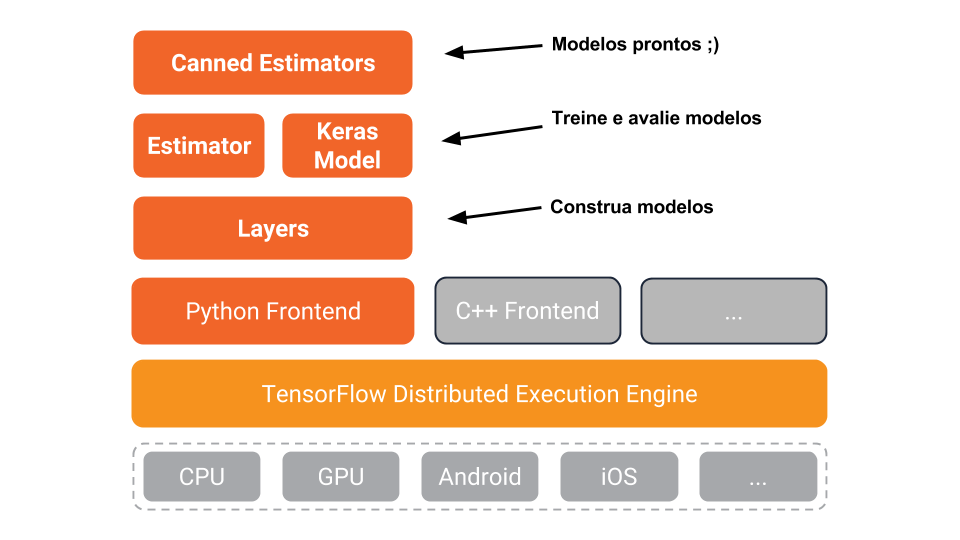 Canned Estimators
Modelos prontos ;)
Estimator
Keras
Model
Treine e avalie modelos
Layers
Construa modelos
Python Frontend
C++ Frontend
...
TensorFlow Distributed Execution Engine
CPU
GPU
Android
iOS
...